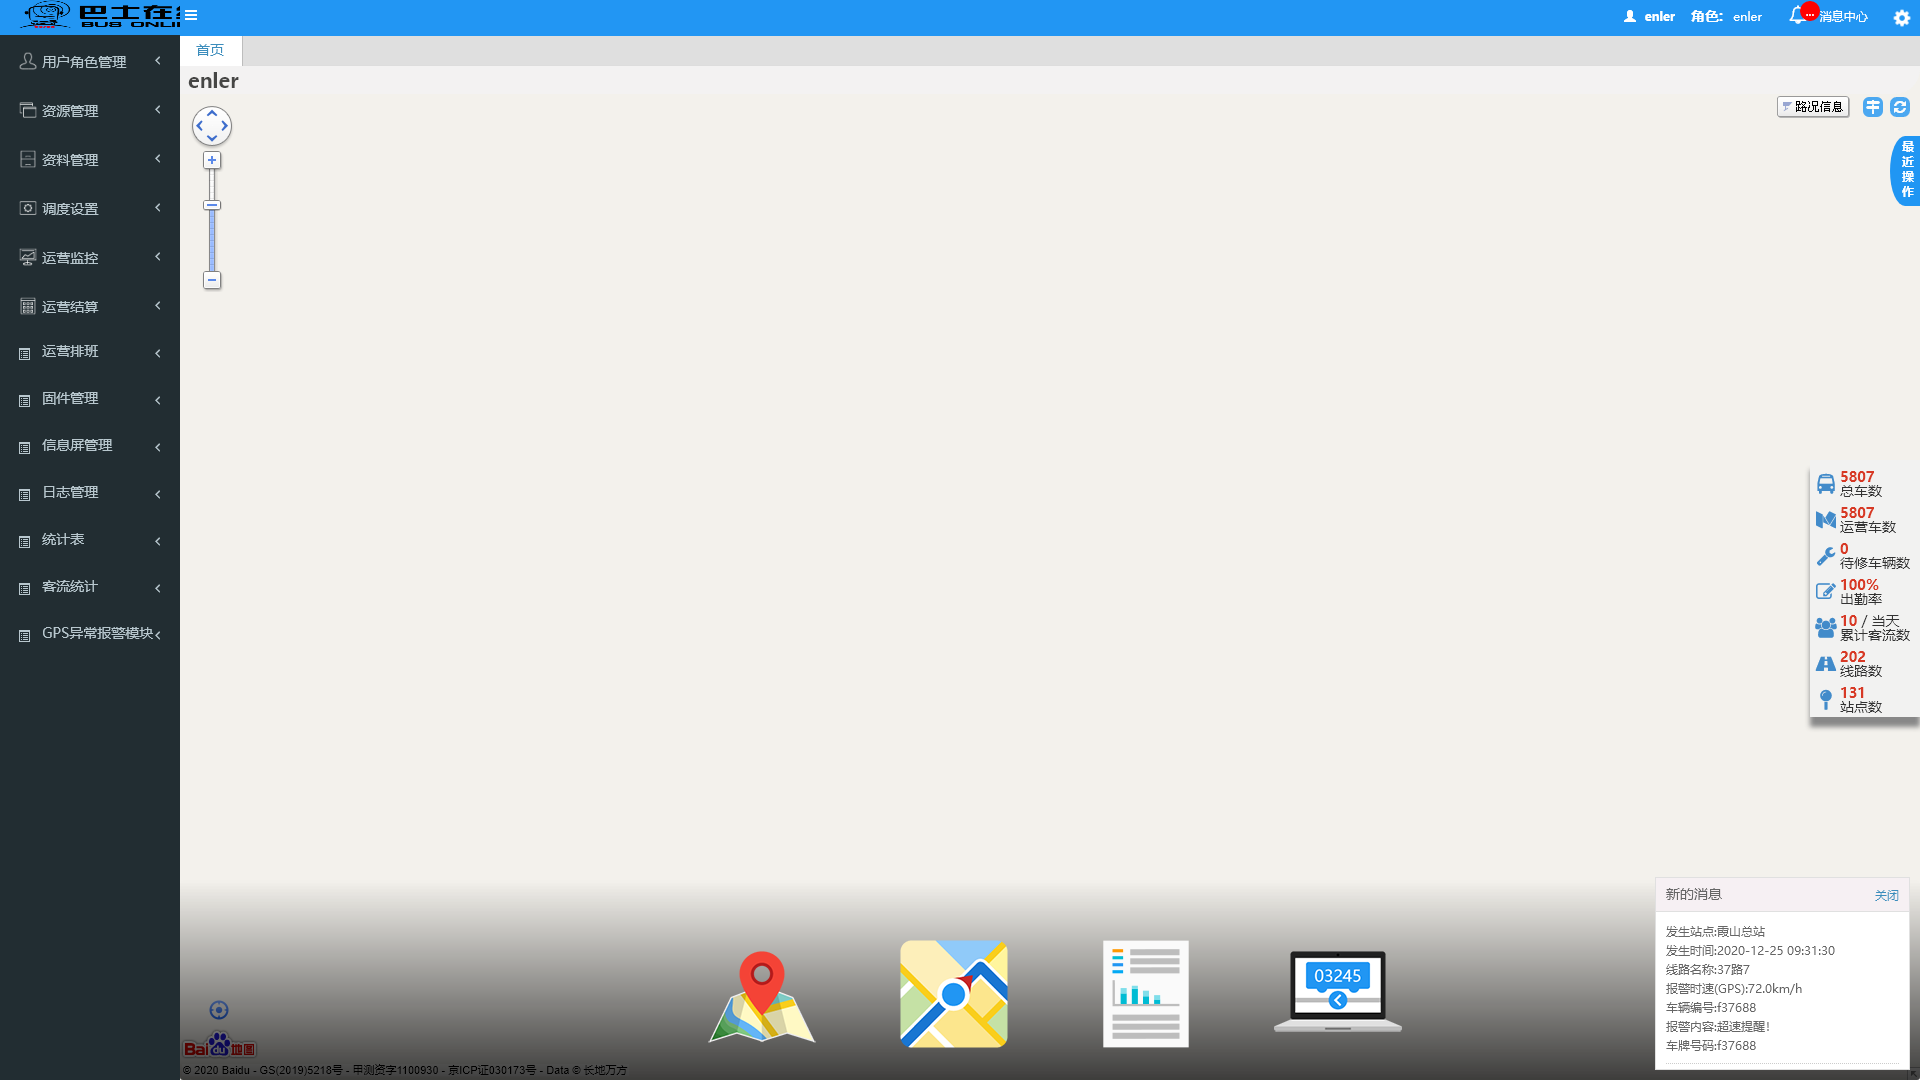 巴士在线
BUS ONLI
enler 角色: enler ... 消息中心
用户角色管理
资源管理
资料管理
调度设置
运营监控
运营结算
运营排班
固件管理
信息屏管理
日志管理
统计表
客流统计
GPS异常报警模块
首页
enler
路况信息
最近操作
5807
总车数
5807
运营车数
0
待修车辆数
100%
出勤率
10 / 当天
累计客流数
202
线路数
131
站点数
03245
新的消息 关闭
发生站点:霞山总站
发生时间:2020-12-25 09:31:30
线路名称:37路7
报警时速(GPS):72.0km/h
车辆编号:f37688
报警内容:超速提醒!
车牌号码:f37688
Bai du 地图
© 2020 Baidu - GS(2019)5218号 - 甲测资字1100930 - 京ICP证030173号 - Data © 长地万方